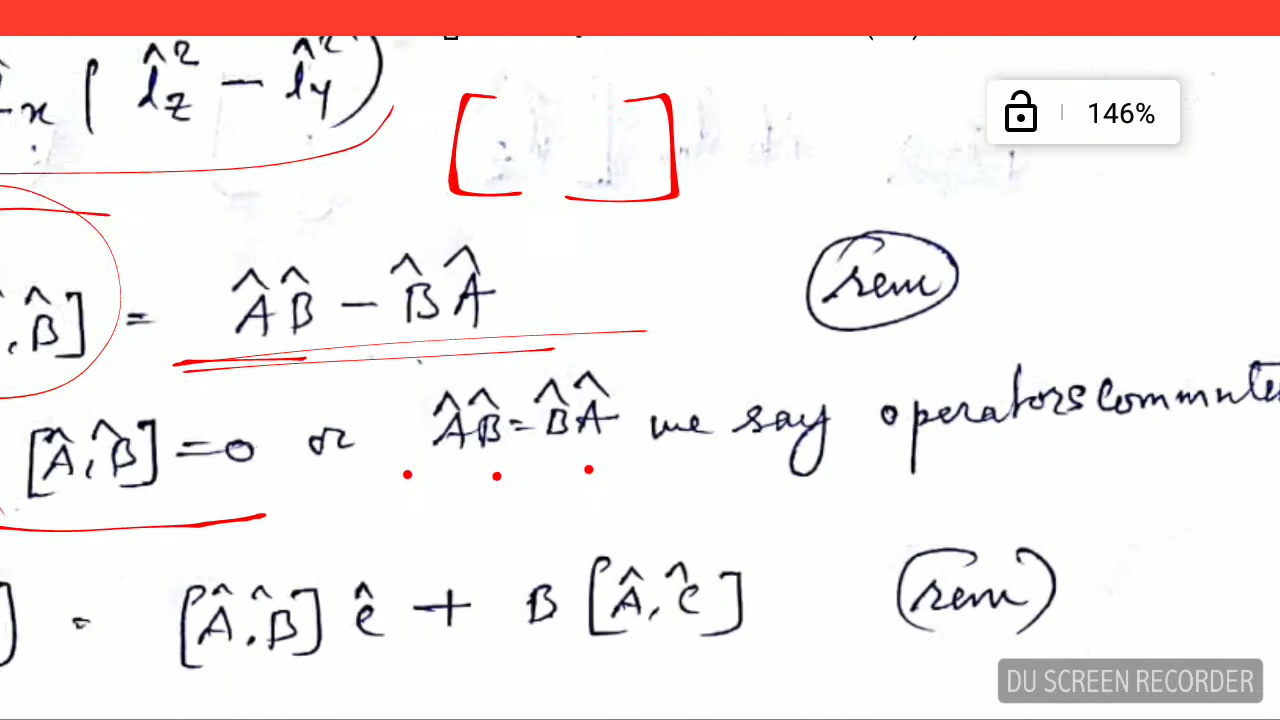 x ( l̂z² − l̂y² )
[ ]
146%
, B̂ ] = ÂB̂ − B̂Â rem
[Â, B̂] = 0 or ÂB̂ = B̂Â we say operators commute
] = [Â, B̂] ĉ + B [Â, ĉ] (rem)
DU SCREEN RECORDER